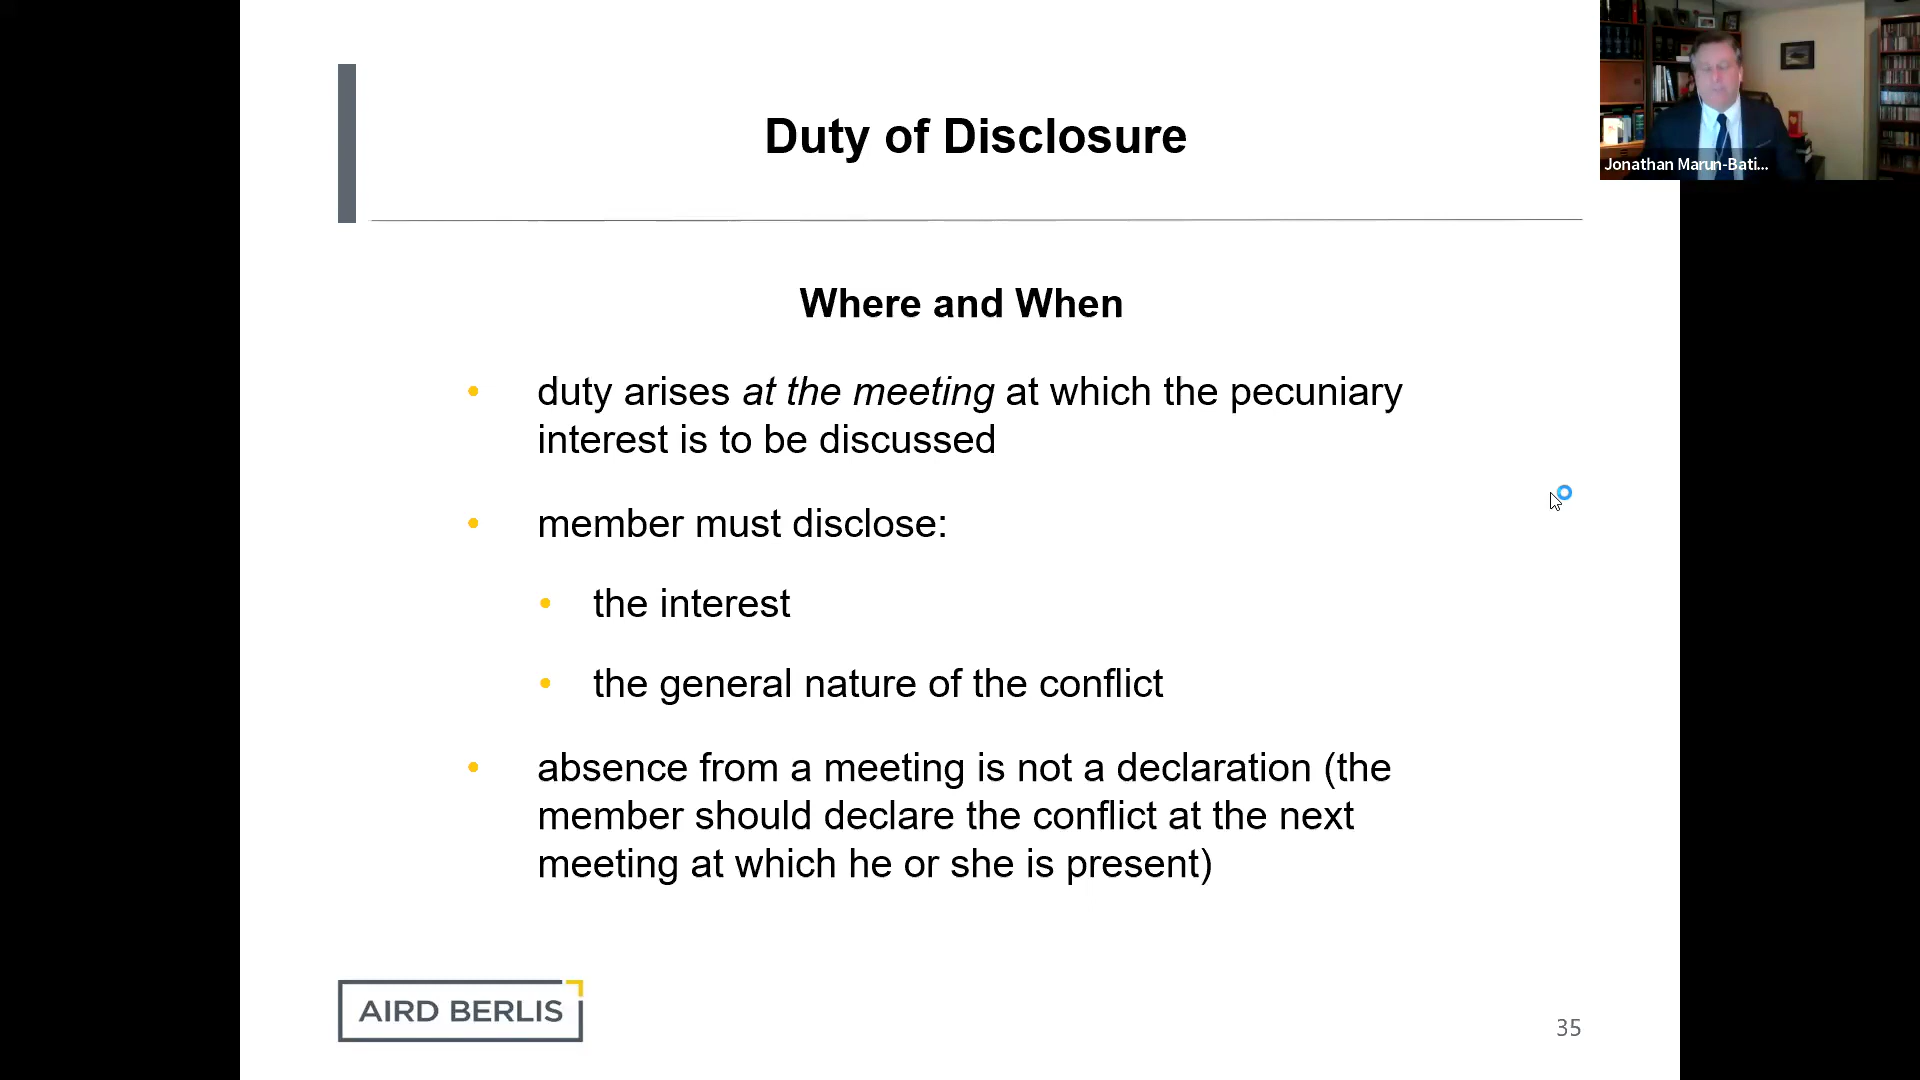 Duty of Disclosure
Jonathan Marun-Bati...
Where and When
• duty arises at the meeting at which the pecuniary
interest is to be discussed
• member must disclose:
• the interest
• the general nature of the conflict
• absence from a meeting is not a declaration (the
member should declare the conflict at the next
meeting at which he or she is present)
AIRD BERLIS
35